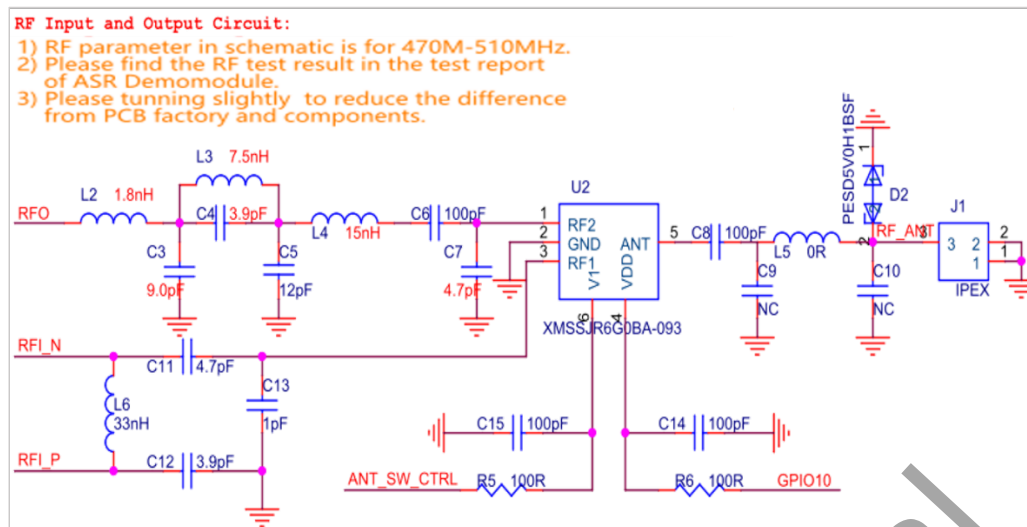 RF Input and Output Circuit:
1) RF parameter in schematic is for 470M-510MHz.
2) Please find the RF test result in the test report
of ASR Demomodule.
3) Please tunning slightly to reduce the difference
from PCB factory and components.
PESD5V0H1BSF
1
D2
2
L3 7.5nH
L2 1.8nH
RFO
C4 3.9pF
L4 15nH
C6 100pF
C3 9.0pF
C5 12pF
C7 4.7pF
U2
1 RF2
2 GND ANT 5
3 RF1
V1 VDD
6 4
XMSSJR6G0BA-093
C8 100pF
L5 0R
RF_ANT
C9 NC
C10 NC
J1
3 3 2 2
1 1
IPEX
RFI_N
C11 4.7pF
C13 1pF
L6 33nH
RFI_P
C12 3.9pF
C15 100pF
C14 100pF
ANT_SW_CTRL
R5 100R
R6 100R
GPIO10